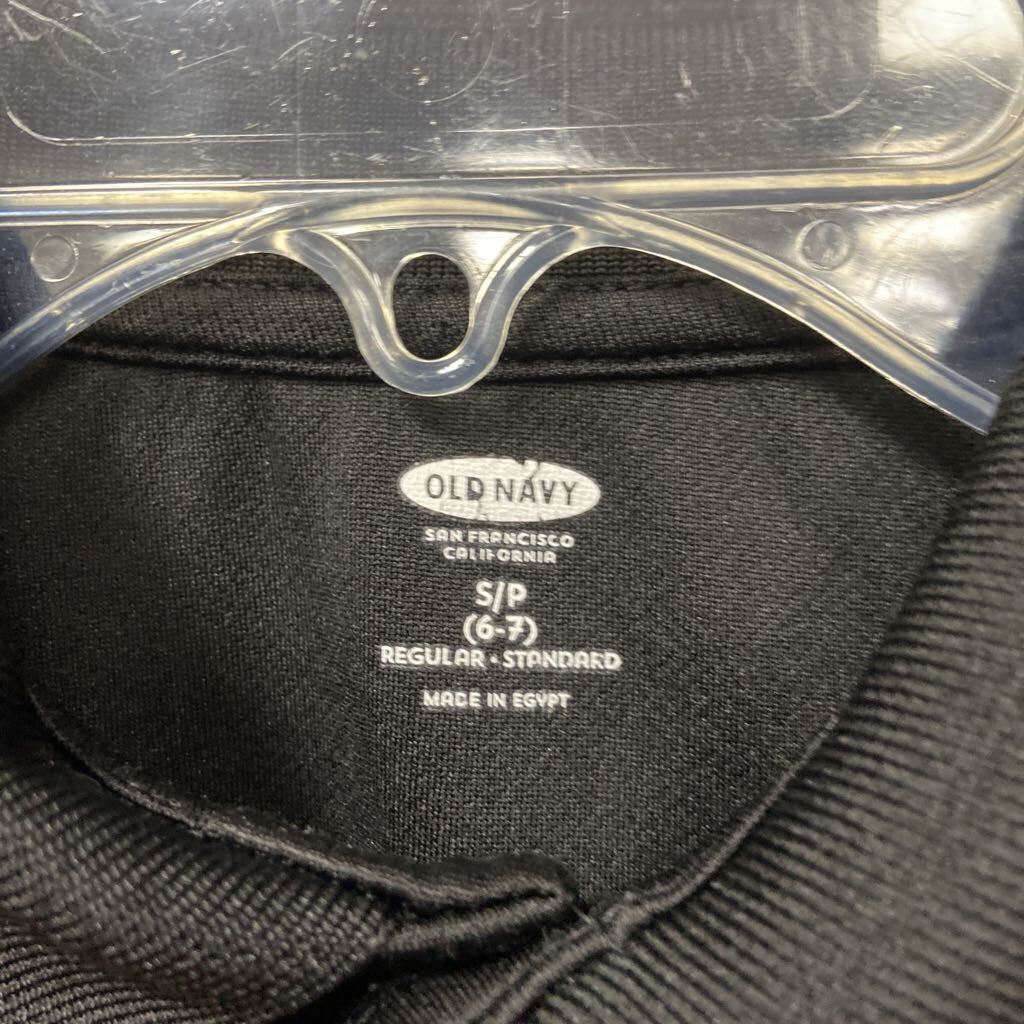 OLD NAVY
SAN FRANCISCO
CALIFORNIA
S/P
(6-7)
REGULAR • STANDARD
MADE IN EGYPT